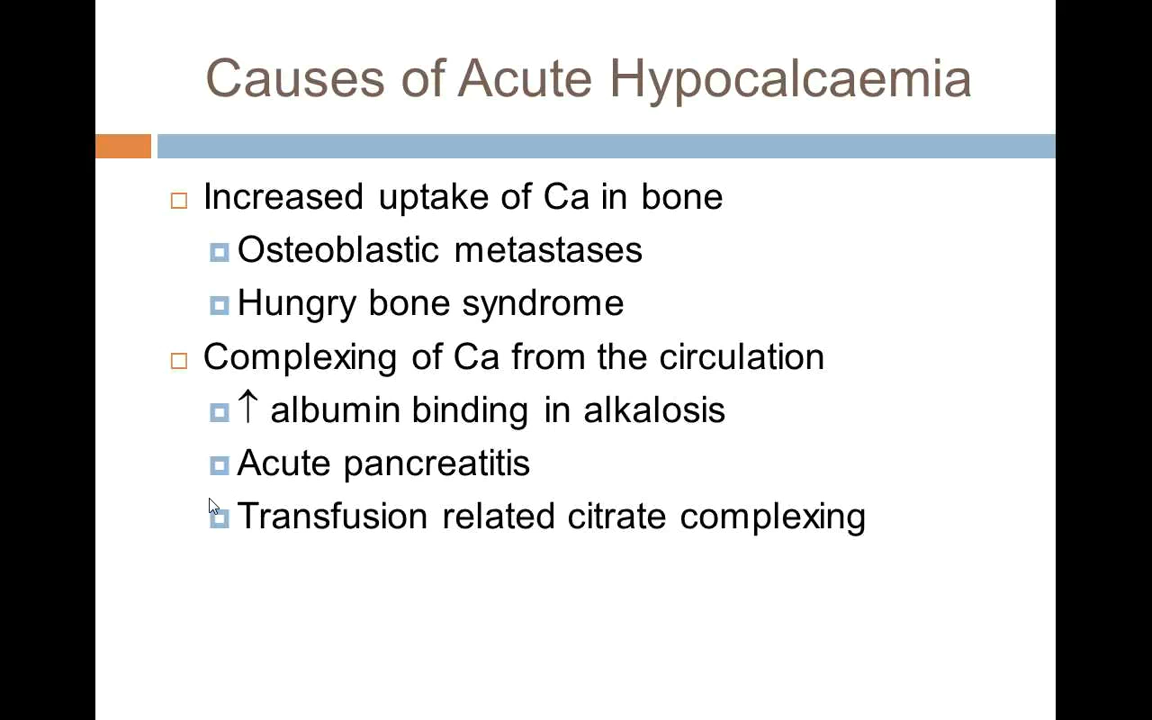 Causes of Acute Hypocalcaemia
Increased uptake of Ca in bone
Osteoblastic metastases
Hungry bone syndrome
Complexing of Ca from the circulation
↑ albumin binding in alkalosis
Acute pancreatitis
Transfusion related citrate complexing